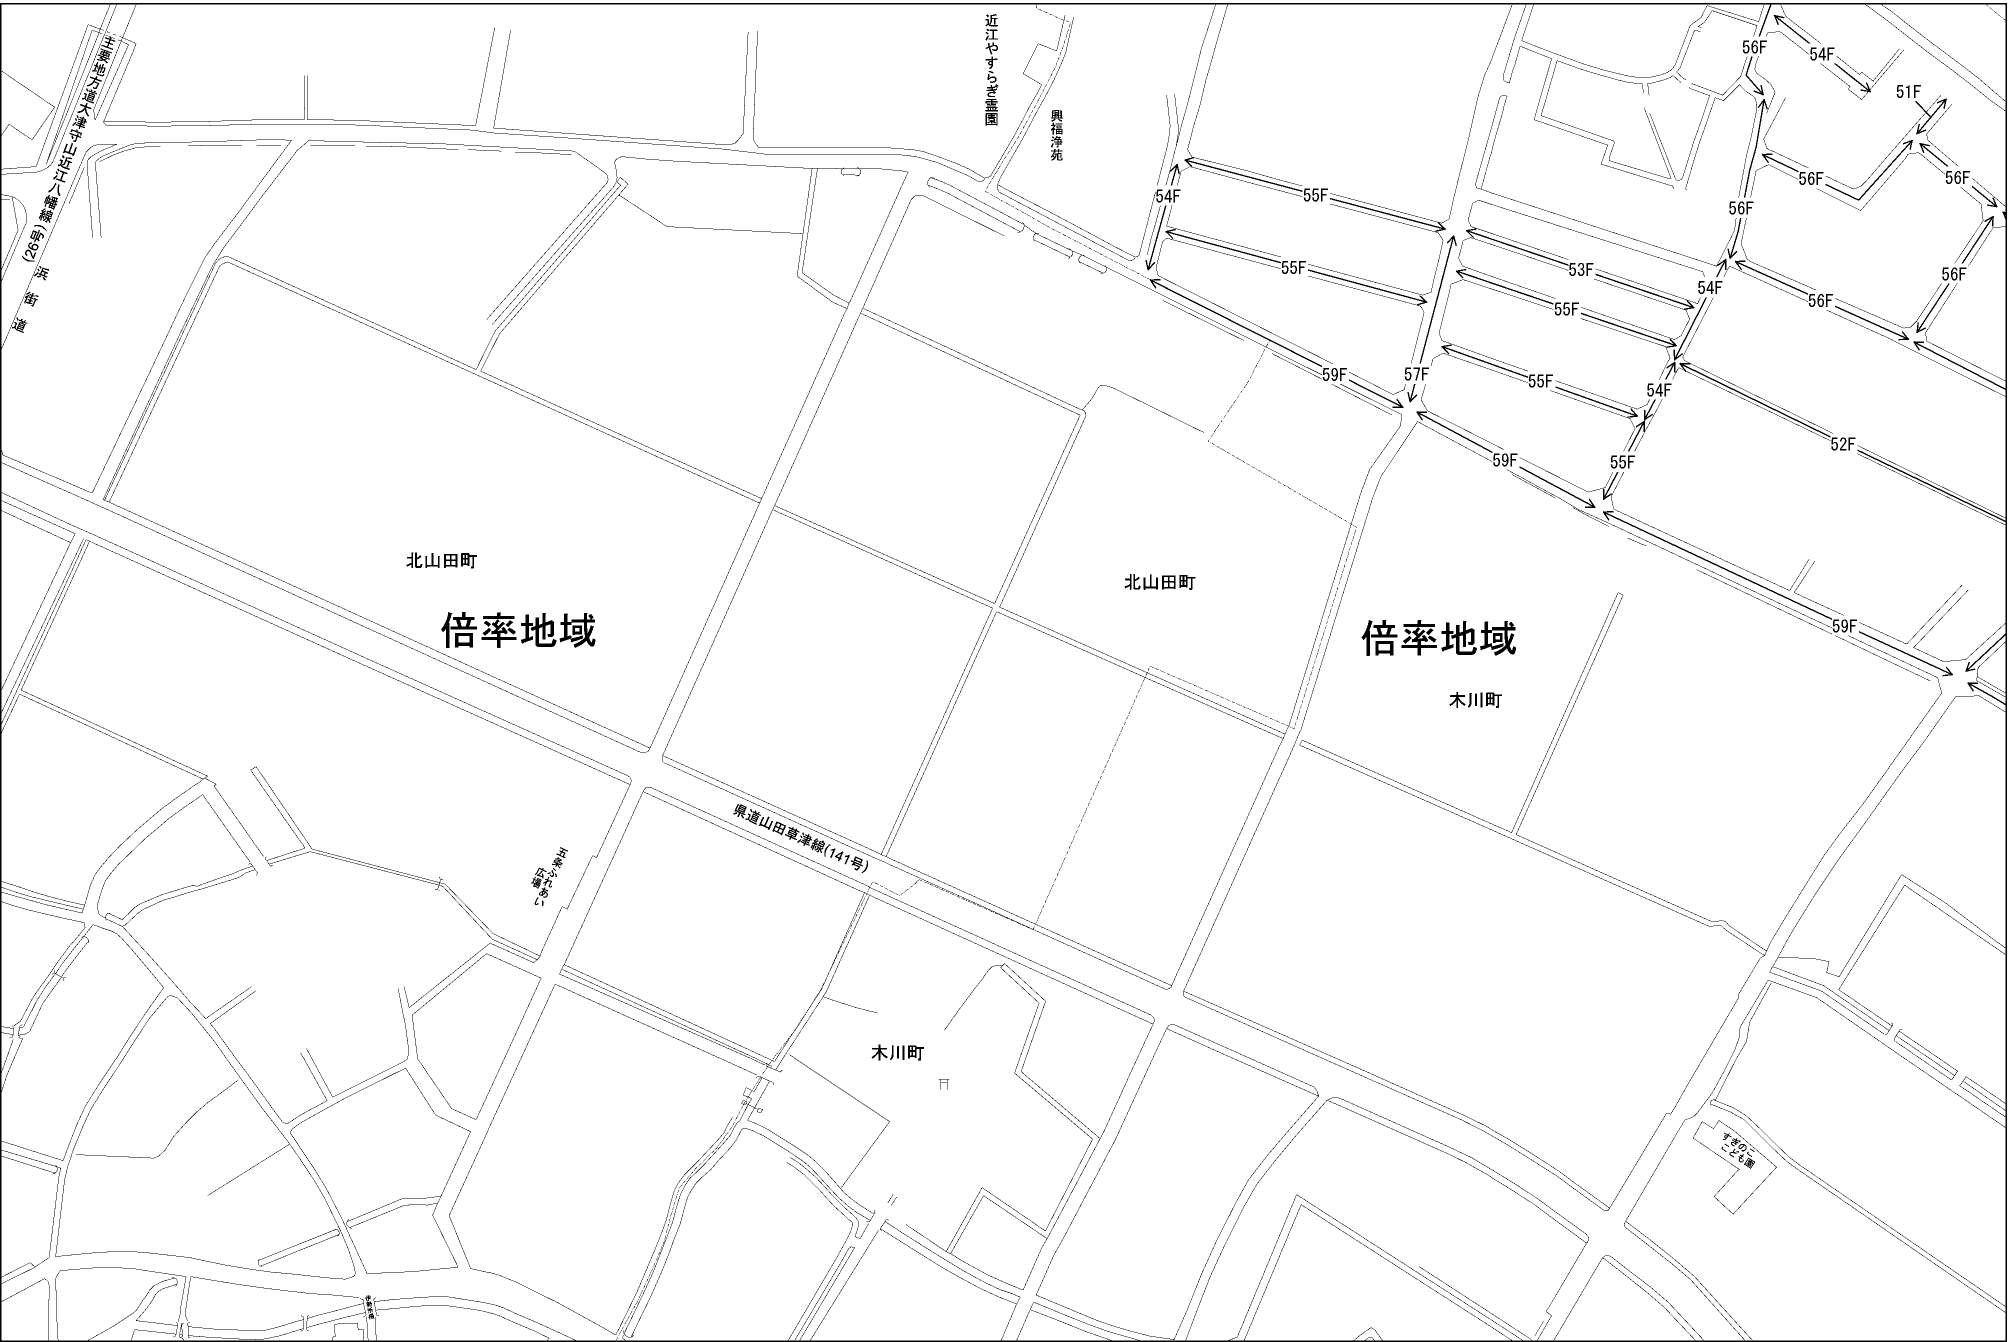 主要地方道大津守山近江八幡線(26号)
浜街道
近江やすらぎ霊園
興福浄苑
56F
54F
51F
54F
55F
56F
56F
56F
56F
55F
53F
54F
55F
56F
56F
59F
57F
55F
54F
52F
59F
55F
59F
北山田町
倍率地域
北山田町
倍率地域
木川町
県道山田草津線(141号)
五条ふれあい
広場
木川町
すぎのこ
こども園